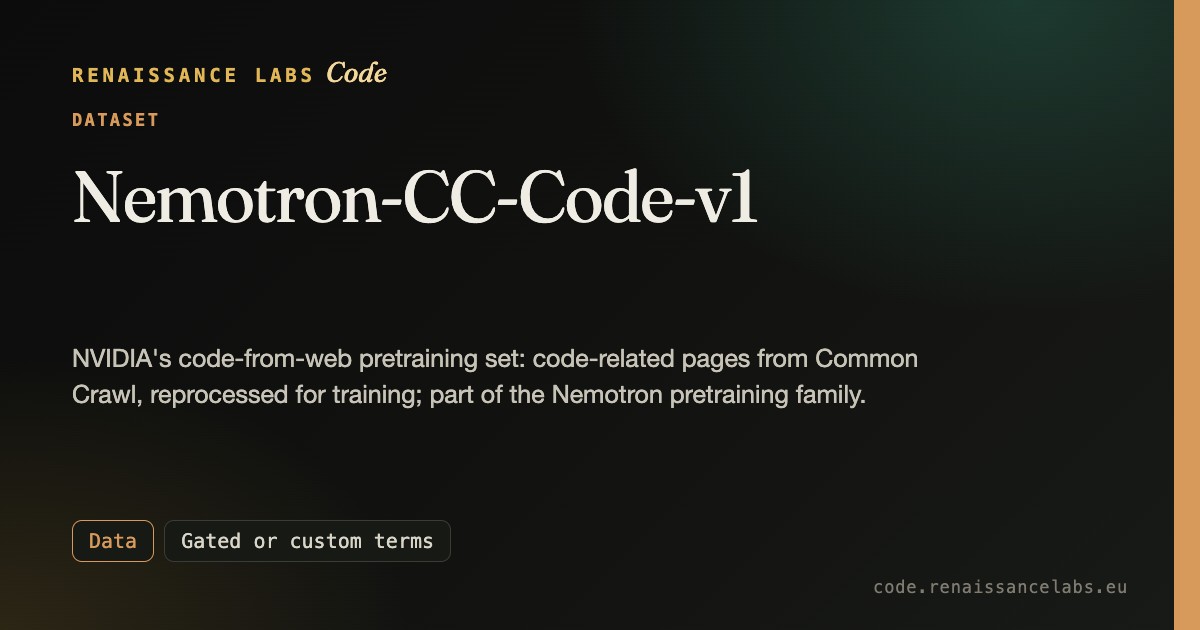 RENAISSANCE LABS Code
DATASET
Nemotron-CC-Code-v1
NVIDIA's code-from-web pretraining set: code-related pages from Common
Crawl, reprocessed for training; part of the Nemotron pretraining family.
Data
Gated or custom terms
code.renaissancelabs.eu